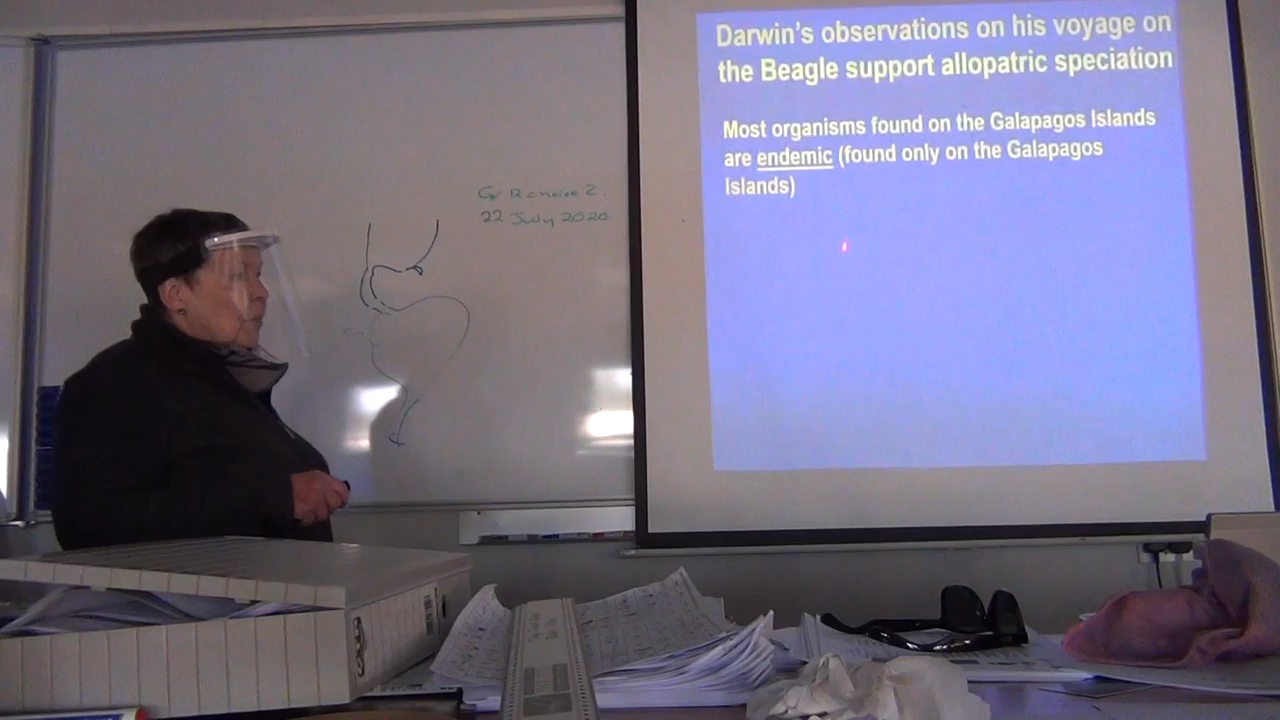 Darwin's observations on his voyage on
the Beagle support allopatric speciation
Most organisms found on the Galapagos Islands
are endemic (found only on the Galapagos
Islands)
22 July 2020